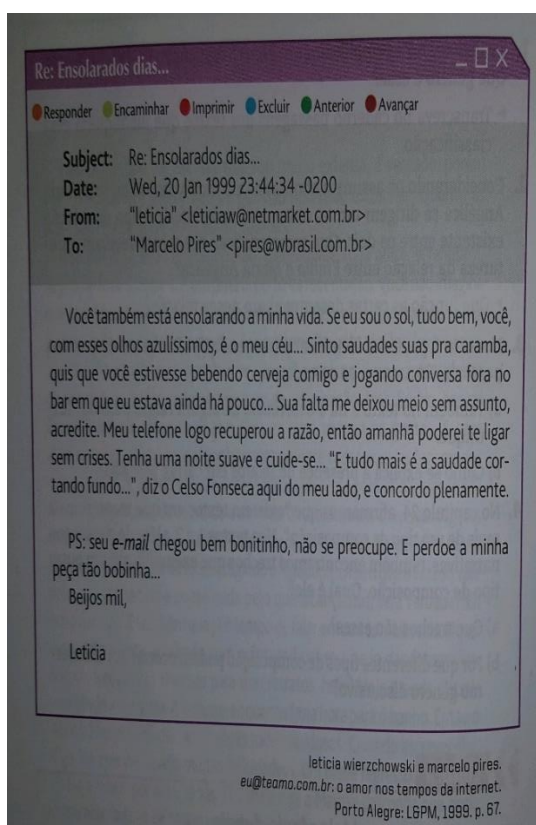 Re: Ensolarados dias...
Responder Encaminhar Imprimir Excluir Anterior Avançar
Subject: Re: Ensolarados dias...
Date: Wed, 20 Jan 1999 23:44:34 -0200
From: "leticia" <leticiaw@netmarket.com.br>
To: "Marcelo Pires" <pires@wbrasil.com.br>
Você também está ensolarando a minha vida. Se eu sou o sol, tudo bem, você,
com esses olhos azulíssimos, é o meu céu... Sinto saudades suas pra caramba,
quis que você estivesse bebendo cerveja comigo e jogando conversa fora no
bar em que eu estava ainda há pouco... Sua falta me deixou meio sem assunto,
acredite. Meu telefone logo recuperou a razão, então amanhã poderei te ligar
sem crises. Tenha uma noite suave e cuide-se... "E tudo mais é a saudade cor-
tando fundo...", diz o Celso Fonseca aqui do meu lado, e concordo plenamente.
PS: seu e-mail chegou bem bonitinho, não se preocupe. E perdoe a minha
peça tão bobinha...
Beijos mil,
Leticia
leticia wierzchowski e marcelo pires.
eu@teamo.com.br: o amor nos tempos da internet.
Porto Alegre: L&PM, 1999. p. 67.